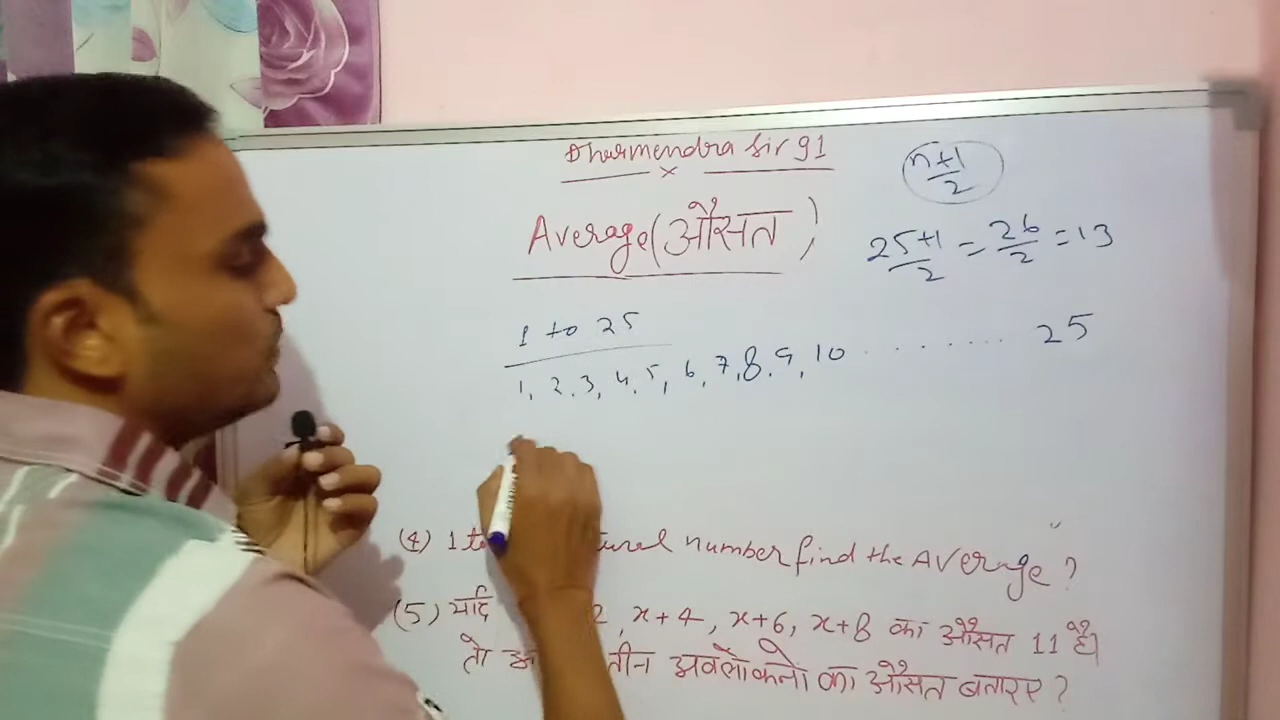 Dharmendra Sir 91
x
Average (औसत)
n+1/2
25+1/2 = 26/2 = 13
1 to 25
1, 2, 3, 4, 5, 6, 7, 8, 9, 10 ........ 25
(4) 1 number find the Average ?
(5) यदि 2, x+4, x+6, x+8 का औसत 11 है।
तो तीन अवलोकनों का औसत बताएए ?